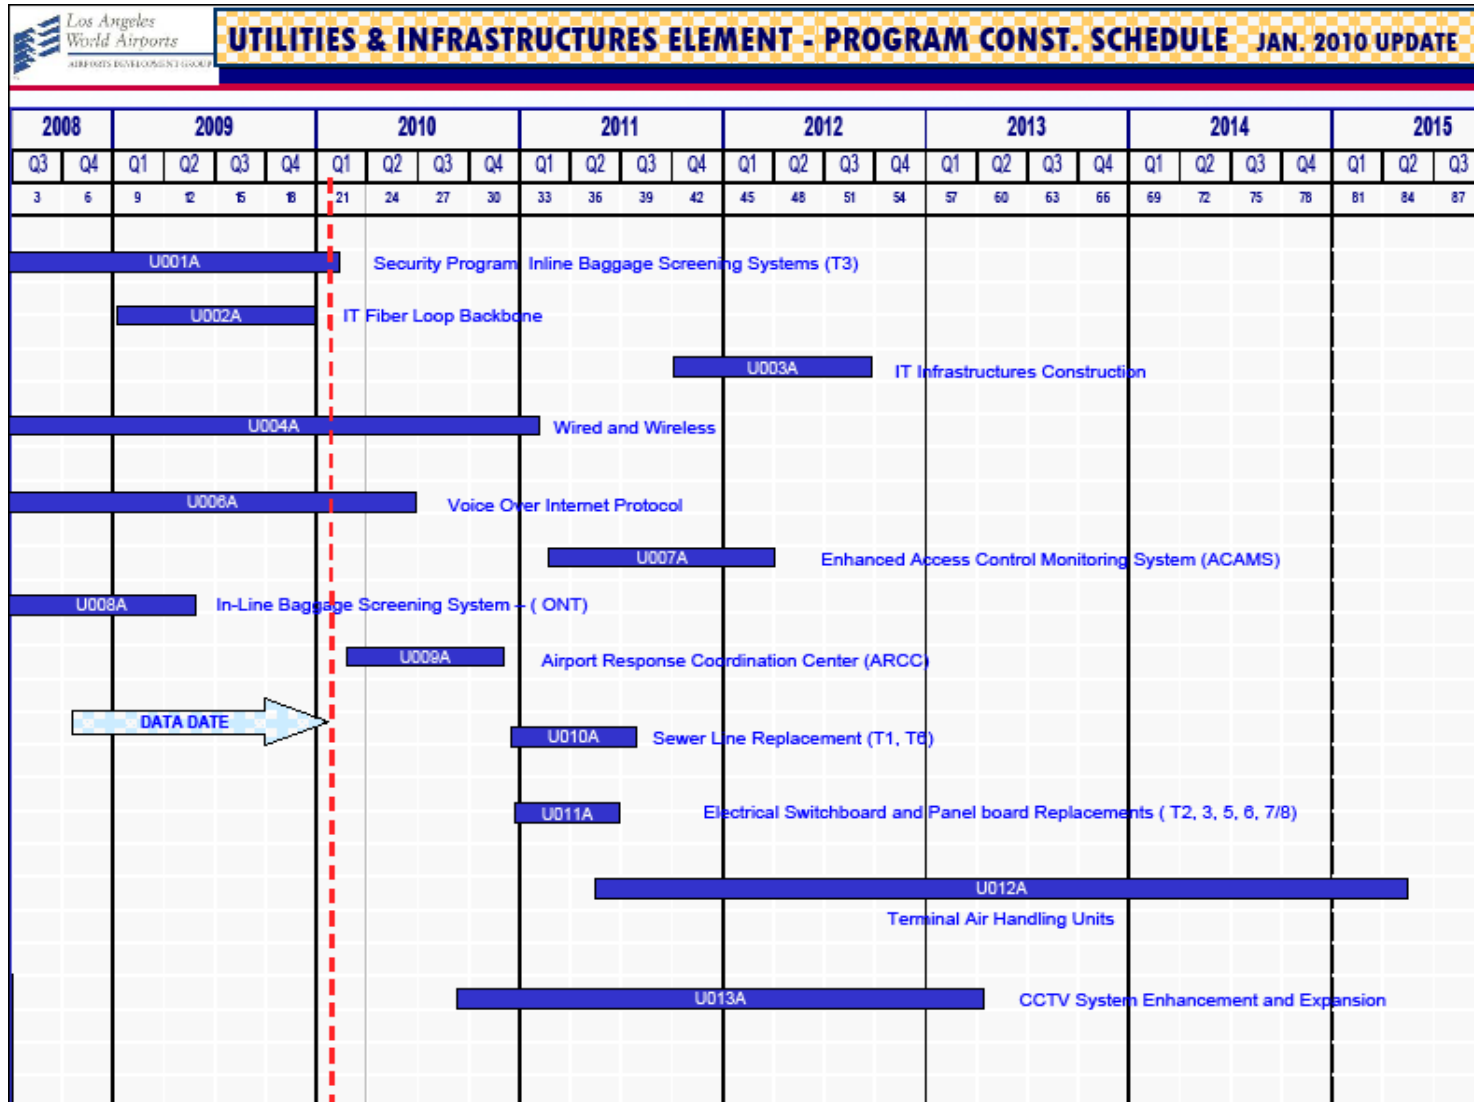 Los Angeles
World Airports
AIRPORTS DEVELOPMENT GROUP
UTILITIES & INFRASTRUCTURES ELEMENT - PROGRAM CONST. SCHEDULE JAN. 2010 UPDATE
2008 2009 2010 2011 2012 2013 2014 2015
Q3 Q4 Q1 Q2 Q3 Q4 Q1 Q2 Q3 Q4 Q1 Q2 Q3 Q4 Q1 Q2 Q3 Q4 Q1 Q2 Q3 Q4 Q1 Q2 Q3 Q4 Q1 Q2 Q3
3 6 9 12 15 18 21 24 27 30 33 36 39 42 45 48 51 54 57 60 63 66 69 72 75 78 81 84 87
U001A Security Program Inline Baggage Screening Systems (T3)
U002A IT Fiber Loop Backbone
U003A IT Infrastructures Construction
U004A Wired and Wireless
U006A Voice Over Internet Protocol
U007A Enhanced Access Control Monitoring System (ACAMS)
U008A In-Line Baggage Screening System – ( ONT)
U009A Airport Response Coordination Center (ARCC)
DATA DATE
U010A Sewer Line Replacement (T1, T6)
U011A Electrical Switchboard and Panel board Replacements ( T2, 3, 5, 6, 7/8)
U012A
Terminal Air Handling Units
U013A CCTV System Enhancement and Expansion